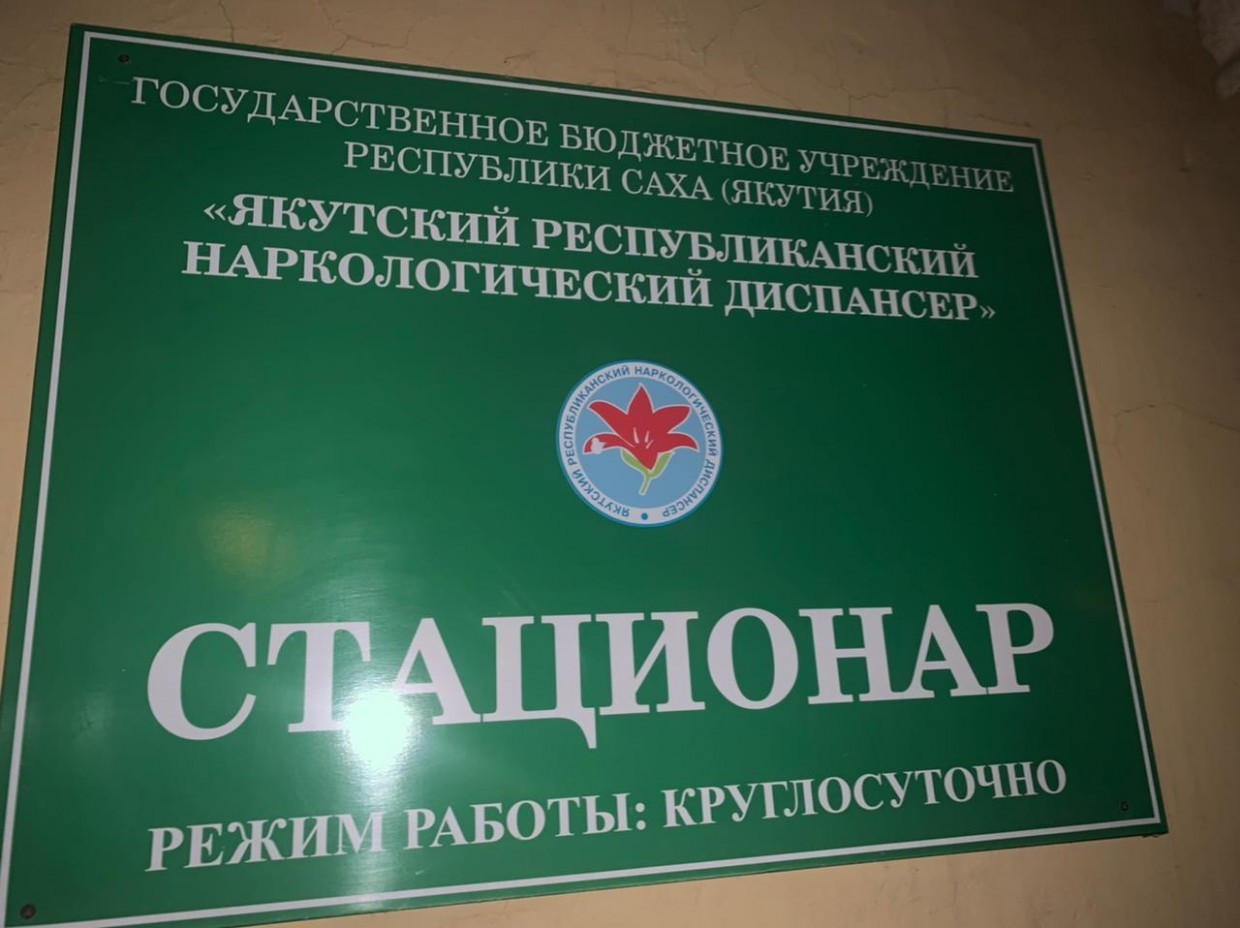 ГОСУДАРСТВЕННОЕ БЮДЖЕТНОЕ УЧРЕЖДЕНИЕ
РЕСПУБЛИКИ САХА (ЯКУТИЯ)
«ЯКУТСКИЙ РЕСПУБЛИКАНСКИЙ
НАРКОЛОГИЧЕСКИЙ ДИСПАНСЕР»
ЯКУТСКИЙ РЕСПУБЛИКАНСКИЙ НАРКОЛОГИЧЕСКИЙ ДИСПАНСЕР
СТАЦИОНАР
РЕЖИМ РАБОТЫ: КРУГЛОСУТОЧНО